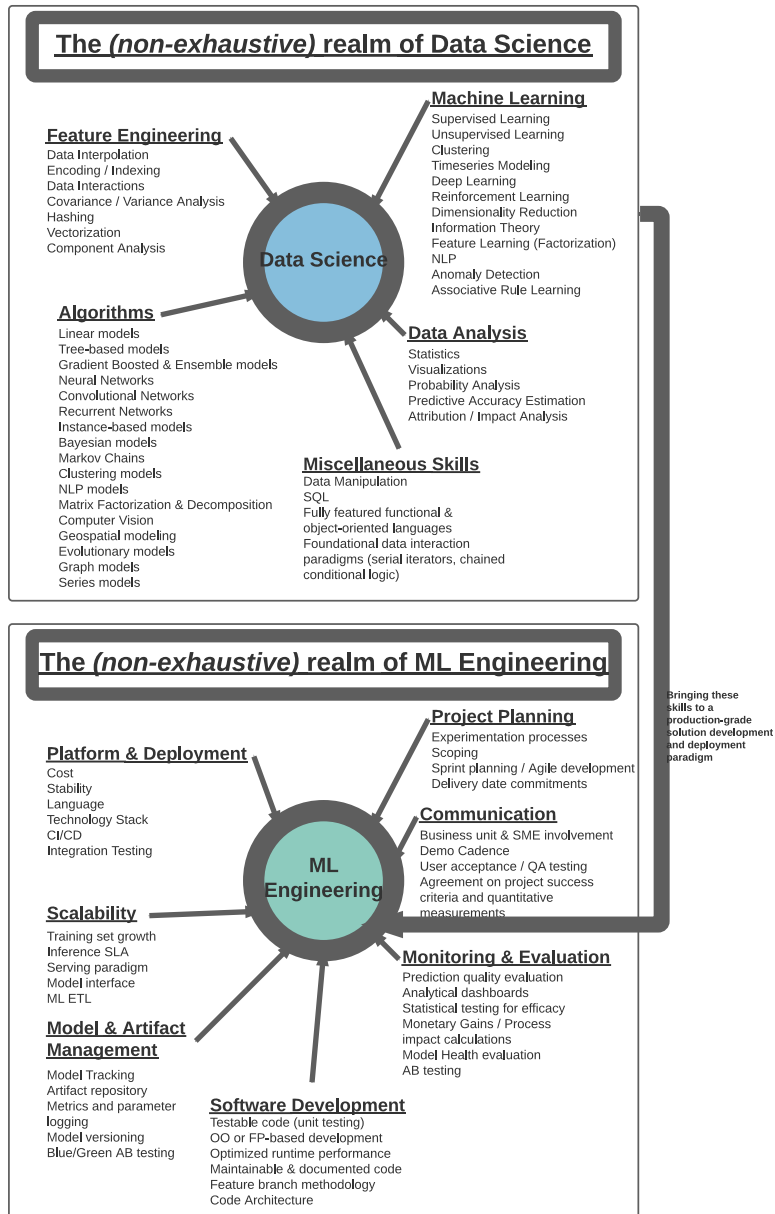 The (non-exhaustive) realm of Data Science
Feature Engineering
Data Interpolation
Encoding / Indexing
Data Interactions
Covariance / Variance Analysis
Hashing
Vectorization
Component Analysis
Machine Learning
Supervised Learning
Unsupervised Learning
Clustering
Timeseries Modeling
Deep Learning
Reinforcement Learning
Dimensionality Reduction
Information Theory
Feature Learning (Factorization)
NLP
Anomaly Detection
Associative Rule Learning
Data Science
Algorithms
Linear models
Tree-based models
Gradient Boosted & Ensemble models
Neural Networks
Convolutional Networks
Recurrent Networks
Instance-based models
Bayesian models
Markov Chains
Clustering models
NLP models
Matrix Factorization & Decomposition
Computer Vision
Geospatial modeling
Evolutionary models
Graph models
Series models
Data Analysis
Statistics
Visualizations
Probability Analysis
Predictive Accuracy Estimation
Attribution / Impact Analysis
Miscellaneous Skills
Data Manipulation
SQL
Fully featured functional &
object-oriented languages
Foundational data interaction
paradigms (serial iterators, chained
conditional logic)
The (non-exhaustive) realm of ML Engineering
Bringing these
skills to a
production-grade
solution development
and deployment
paradigm
Platform & Deployment
Cost
Stability
Language
Technology Stack
CI/CD
Integration Testing
Project Planning
Experimentation processes
Scoping
Sprint planning / Agile development
Delivery date commitments
Communication
Business unit & SME involvement
Demo Cadence
User acceptance / QA testing
Agreement on project success
criteria and quantitative
measurements
ML
Engineering
Scalability
Training set growth
Inference SLA
Serving paradigm
Model interface
ML ETL
Monitoring & Evaluation
Prediction quality evaluation
Analytical dashboards
Statistical testing for efficacy
Monetary Gains / Process
impact calculations
Model Health evaluation
AB testing
Model & Artifact
Management
Model Tracking
Artifact repository
Metrics and parameter
logging
Model versioning
Blue/Green AB testing
Software Development
Testable code (unit testing)
OO or FP-based development
Optimized runtime performance
Maintainable & documented code
Feature branch methodology
Code Architecture